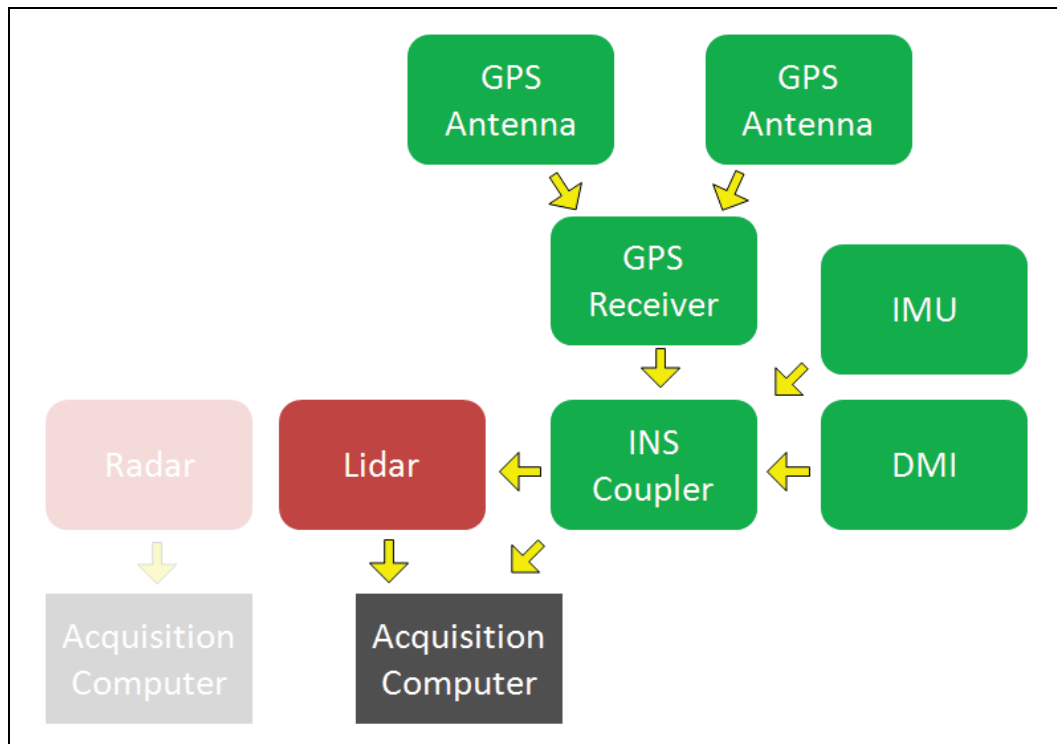 GPS
Antenna
GPS
Antenna
GPS
Receiver
IMU
Radar
Lidar
INS
Coupler
DMI
Acquisition
Computer
Acquisition
Computer